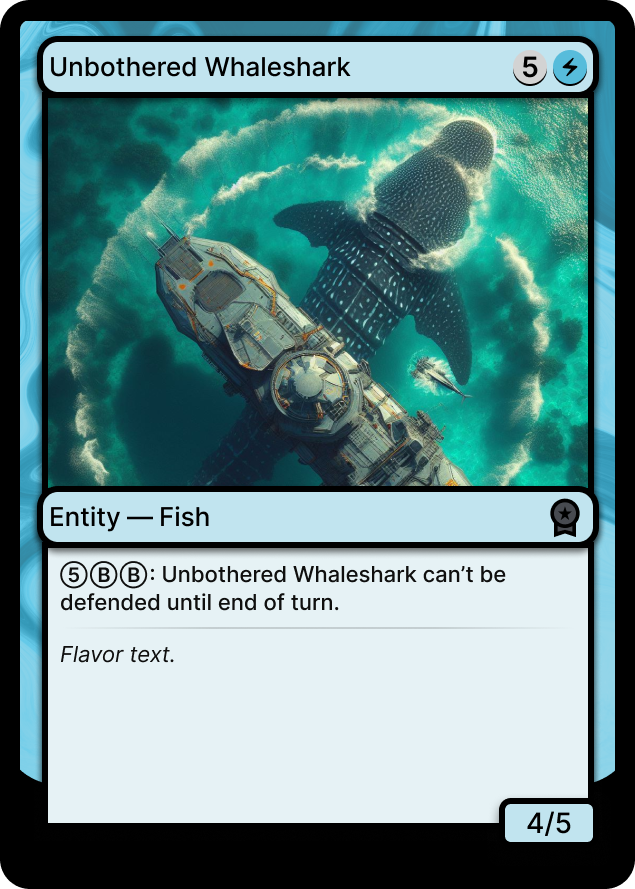 Unbothered Whaleshark 5
Entity — Fish
⑤ⒷⒷ: Unbothered Whaleshark can't be
defended until end of turn.
Flavor text.
4/5